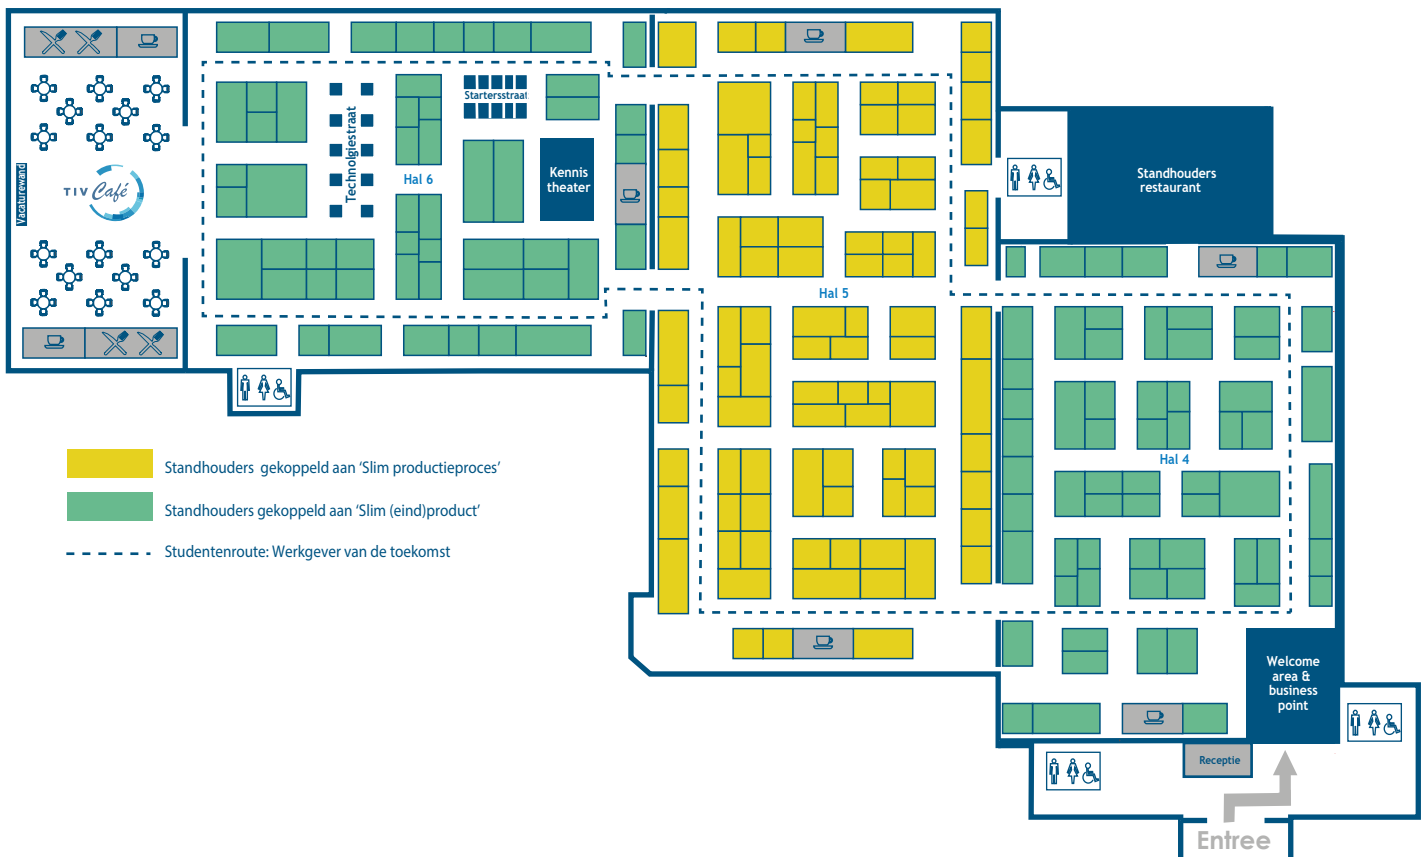 Startersstraat
Technolgiestraat
Hal 6
Kennis
theater
Vacaturewand
TIV Café
Standhouders
restaurant
Hal 5
Hal 4
Standhouders gekoppeld aan ‘Slim productieproces’
Standhouders gekoppeld aan ‘Slim (eind)product’
Studentenroute: Werkgever van de toekomst
Welcome
area &
business
point
Receptie
Entree